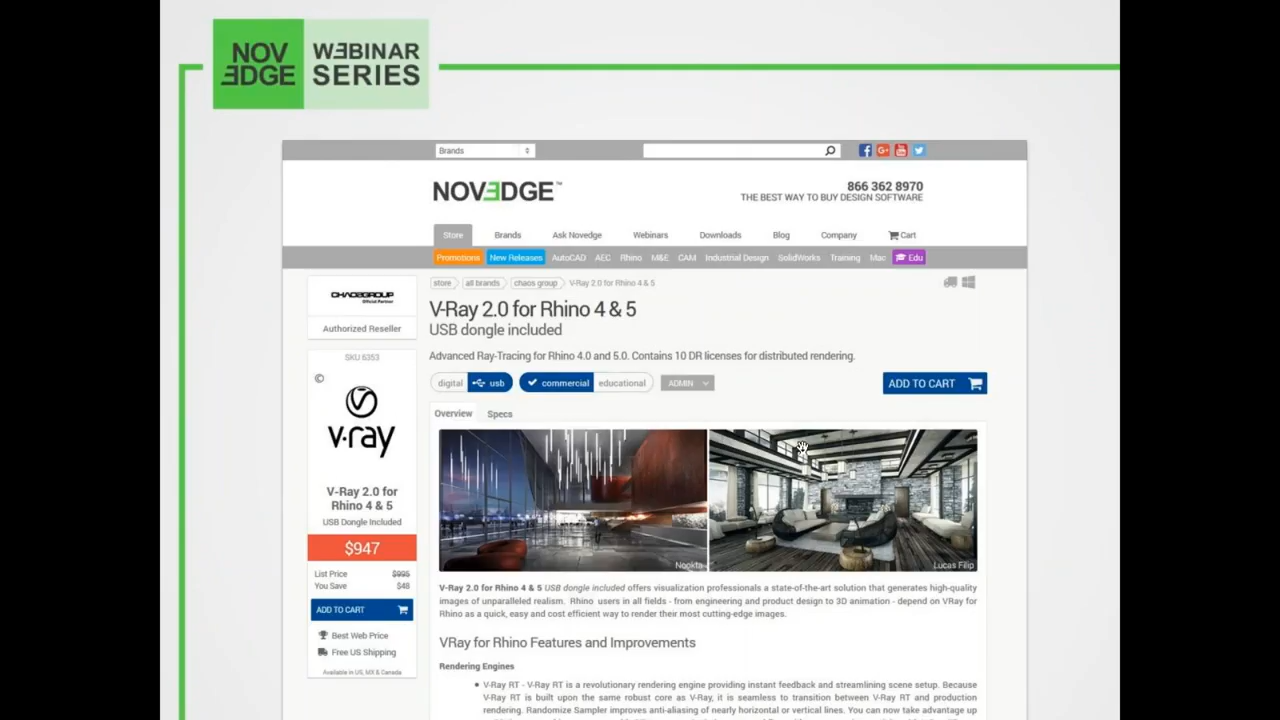 NOV
EDGE
WEBINAR
SERIES
Brands
NOVEDGE™
866 362 8970
THE BEST WAY TO BUY DESIGN SOFTWARE
Store Brands Ask Novedge Webinars Downloads Blog Company Cart
Promotions New Releases AutoCAD AEC Rhino M&E CAM Industrial Design SolidWorks Training Mac Edu
store all brands chaos group V-Ray 2.0 for Rhino 4 & 5
CHAOSGROUP
Authorized Reseller
V-Ray 2.0 for Rhino 4 & 5
USB dongle included
Advanced Ray-Tracing for Rhino 4.0 and 5.0. Contains 10 DR licenses for distributed rendering.
digital usb commercial educational ADMIN ADD TO CART
Overview Specs
SKU 6353
©
v·ray
V-Ray 2.0 for
Rhino 4 & 5
USB Dongle Included
$947
List Price $995
You Save $48
ADD TO CART
Best Web Price
Free US Shipping
Available in US, MX & Canada
Nookta
Lucas Filip
V-Ray 2.0 for Rhino 4 & 5 USB dongle included offers visualization professionals a state-of-the-art solution that generates high-quality
images of unparalleled realism. Rhino users in all fields - from engineering and product design to 3D animation - depend on VRay for
Rhino as a quick, easy and cost efficient way to render their most cutting-edge images.
VRay for Rhino Features and Improvements
Rendering Engines
• V-Ray RT - V-Ray RT is a revolutionary rendering engine providing instant feedback and streamlining scene setup. Because
V-Ray RT is built upon the same robust core as V-Ray, it is seamless to transition between V-Ray RT and production
rendering. Randomize Sampler improves anti-aliasing of nearly horizontal or vertical lines. You can now take advantage up